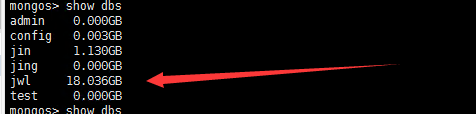 mongos> show dbs
admin 0.000GB
config 0.003GB
jin 1.130GB
jing 0.000GB
jwl 18.036GB
test 0.000GB
mongos> show dbs